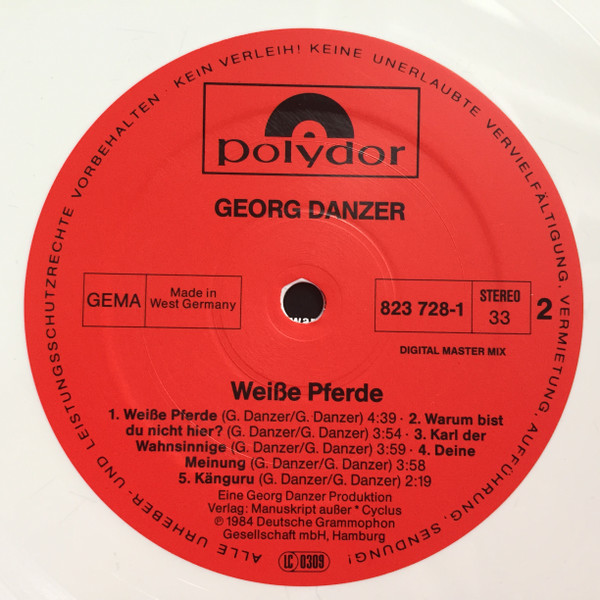 ALLE URHEBER- UND LEISTUNGSSCHUTZRECHTE VORBEHALTEN · KEIN VERLEIH! KEINE UNERLAUBTE VERVIELFÄLTIGUNG, VERMIETUNG, AUFFÜHRUNG, SENDUNG!
polydor
GEORG DANZER
GEMA
Made in
West Germany
823 728-1
STEREO
33
2
DIGITAL MASTER MIX
Weiße Pferde
1. Weiße Pferde (G. Danzer/G. Danzer) 4:39 · 2. Warum bist
du nicht hier? (G. Danzer/G. Danzer) 3:54 · 3. Karl der
Wahnsinnige (G. Danzer/G. Danzer) 3:59 · 4. Deine
Meinung (G. Danzer/G. Danzer) 3:58
5. Känguru (G. Danzer/G. Danzer) 2:19
Eine Georg Danzer Produktion
Verlag: Manuskript außer * Cyclus
℗ 1984 Deutsche Grammophon
Gesellschaft mbH, Hamburg
LC 0309